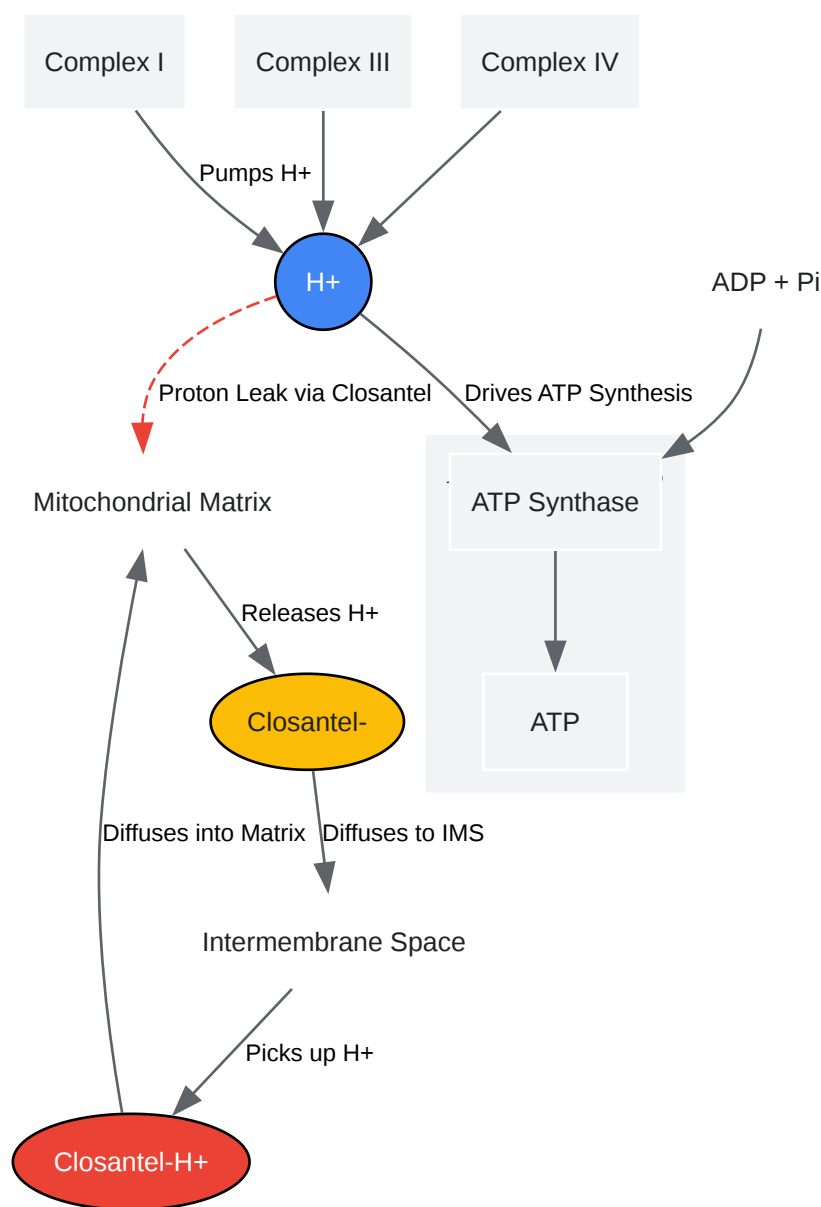 Complex I
Complex III
Complex IV
Pumps H+
H+
ADP + Pi
Proton Leak via Closantel
Drives ATP Synthesis
Mitochondrial Matrix
ATP Synthase
Releases H+
Closantel-
ATP
Diffuses into Matrix
Diffuses to IMS
Intermembrane Space
Picks up H+
Closantel-H+